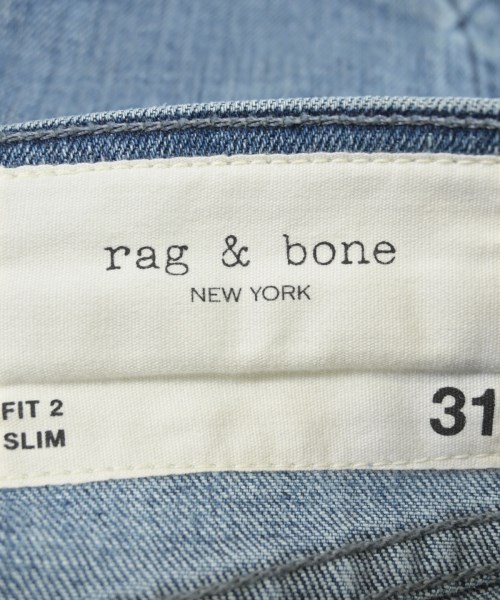 rag & bone
NEW YORK
FIT 2
SLIM
31